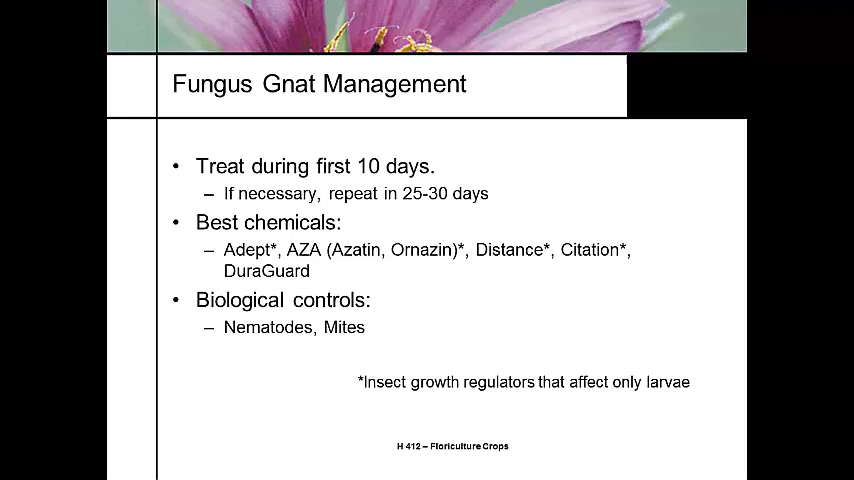 Fungus Gnat Management
• Treat during first 10 days.
– If necessary, repeat in 25-30 days
• Best chemicals:
– Adept*, AZA (Azatin, Ornazin)*, Distance*, Citation*,
DuraGuard
• Biological controls:
– Nematodes, Mites
*Insect growth regulators that affect only larvae
H 412 – Floriculture Crops